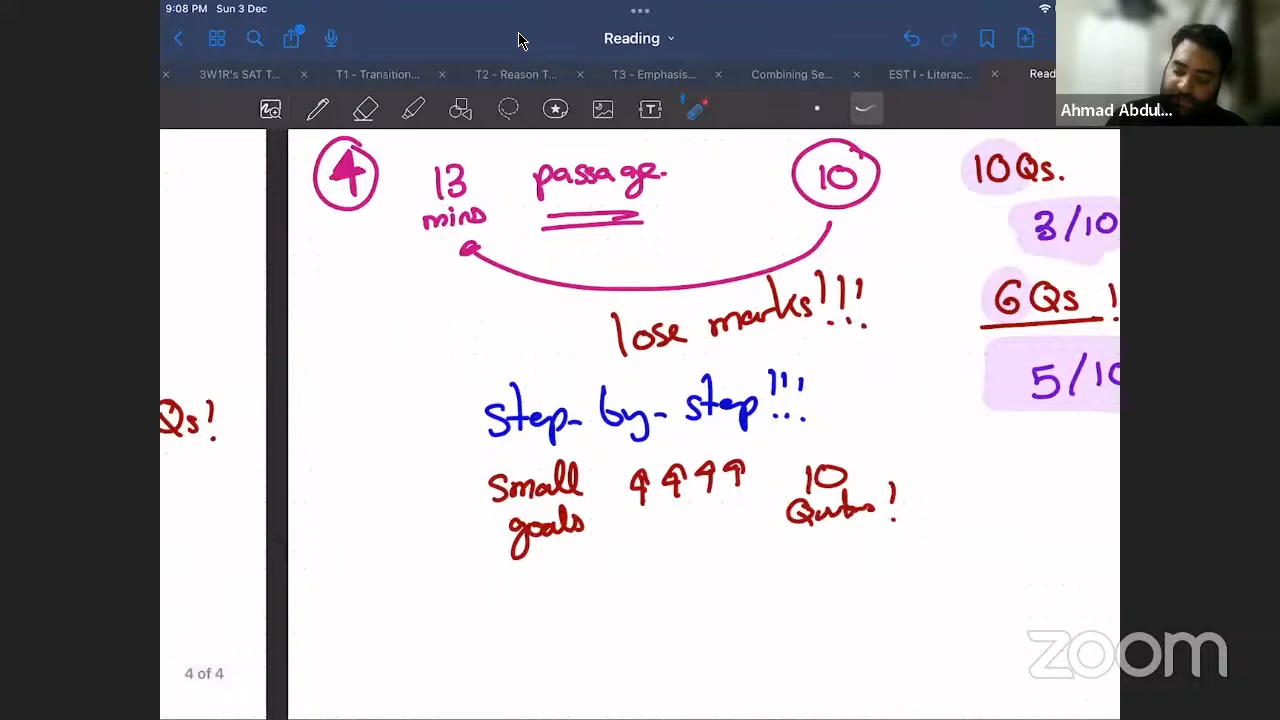 9:08 PM Sun 3 Dec
Reading
3W1R's SAT T...
T1 - Transition...
T2 - Reason T...
T3 - Emphasis...
Combining Se...
EST I - Literac...
Read
Ahmad Abdul...
4 13 mins passage. 10
10Qs.
3/10
lose marks!!!
6Qs !
5/10
step-by-step!!!
Qs!
small goals ↑↑↑↑ 10
!
4 of 4
zoom